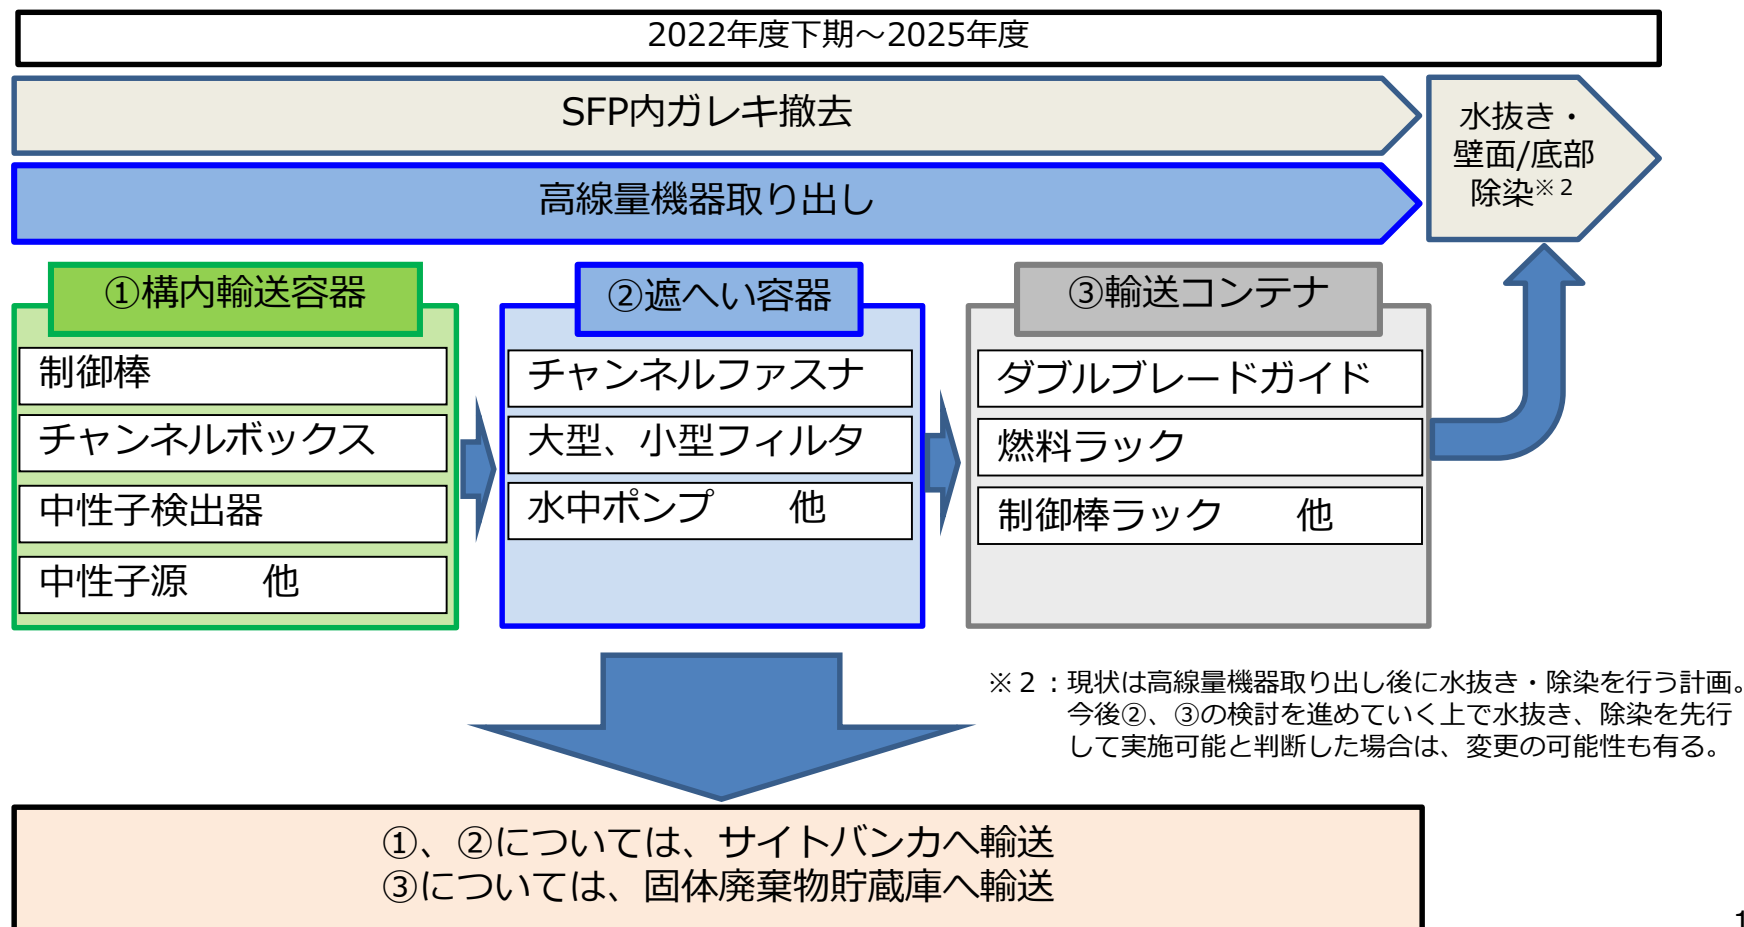 2022年度下期～2025年度
SFP内ガレキ撤去
高線量機器取り出し
水抜き・
壁面/底部
除染※２
①構内輸送容器
制御棒
チャンネルボックス
中性子検出器
中性子源　他
②遮へい容器
チャンネルファスナ
大型、小型フィルタ
水中ポンプ　他
③輸送コンテナ
ダブルブレードガイド
燃料ラック
制御棒ラック　他
※２：現状は高線量機器取り出し後に水抜き・除染を行う計画。
今後②、③の検討を進めていく上で水抜き、除染を先行
して実施可能と判断した場合は、変更の可能性も有る。
①、②については、サイトバンカへ輸送
③については、固体廃棄物貯蔵庫へ輸送